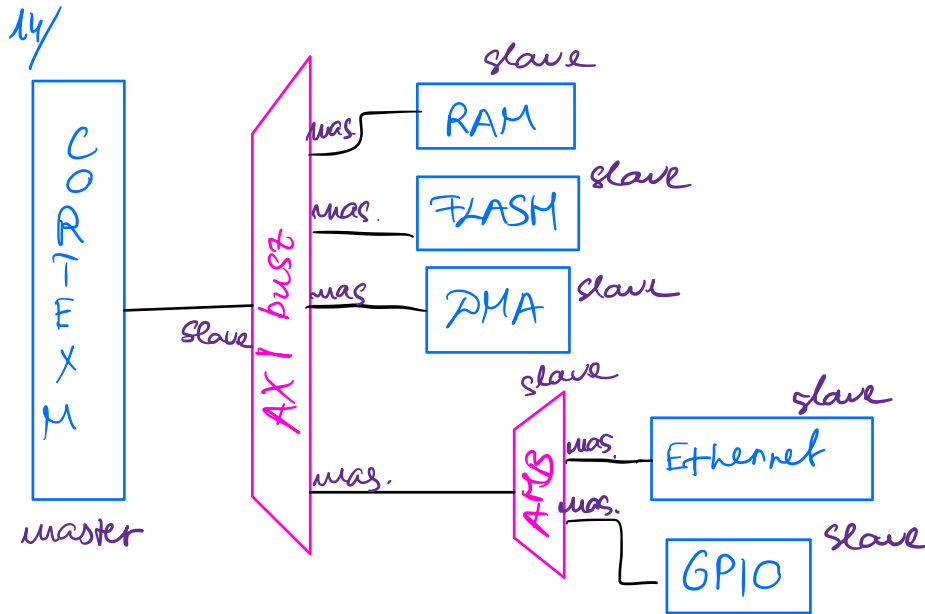 14/
slave
RAM
mas.
slave
FLASH
mas.
CORTEX M
AXI busz
slave
DMA
mas
slave
slave
slave
Ethernet
mas.
mas.
AHB
mas.
slave
GPIO
master